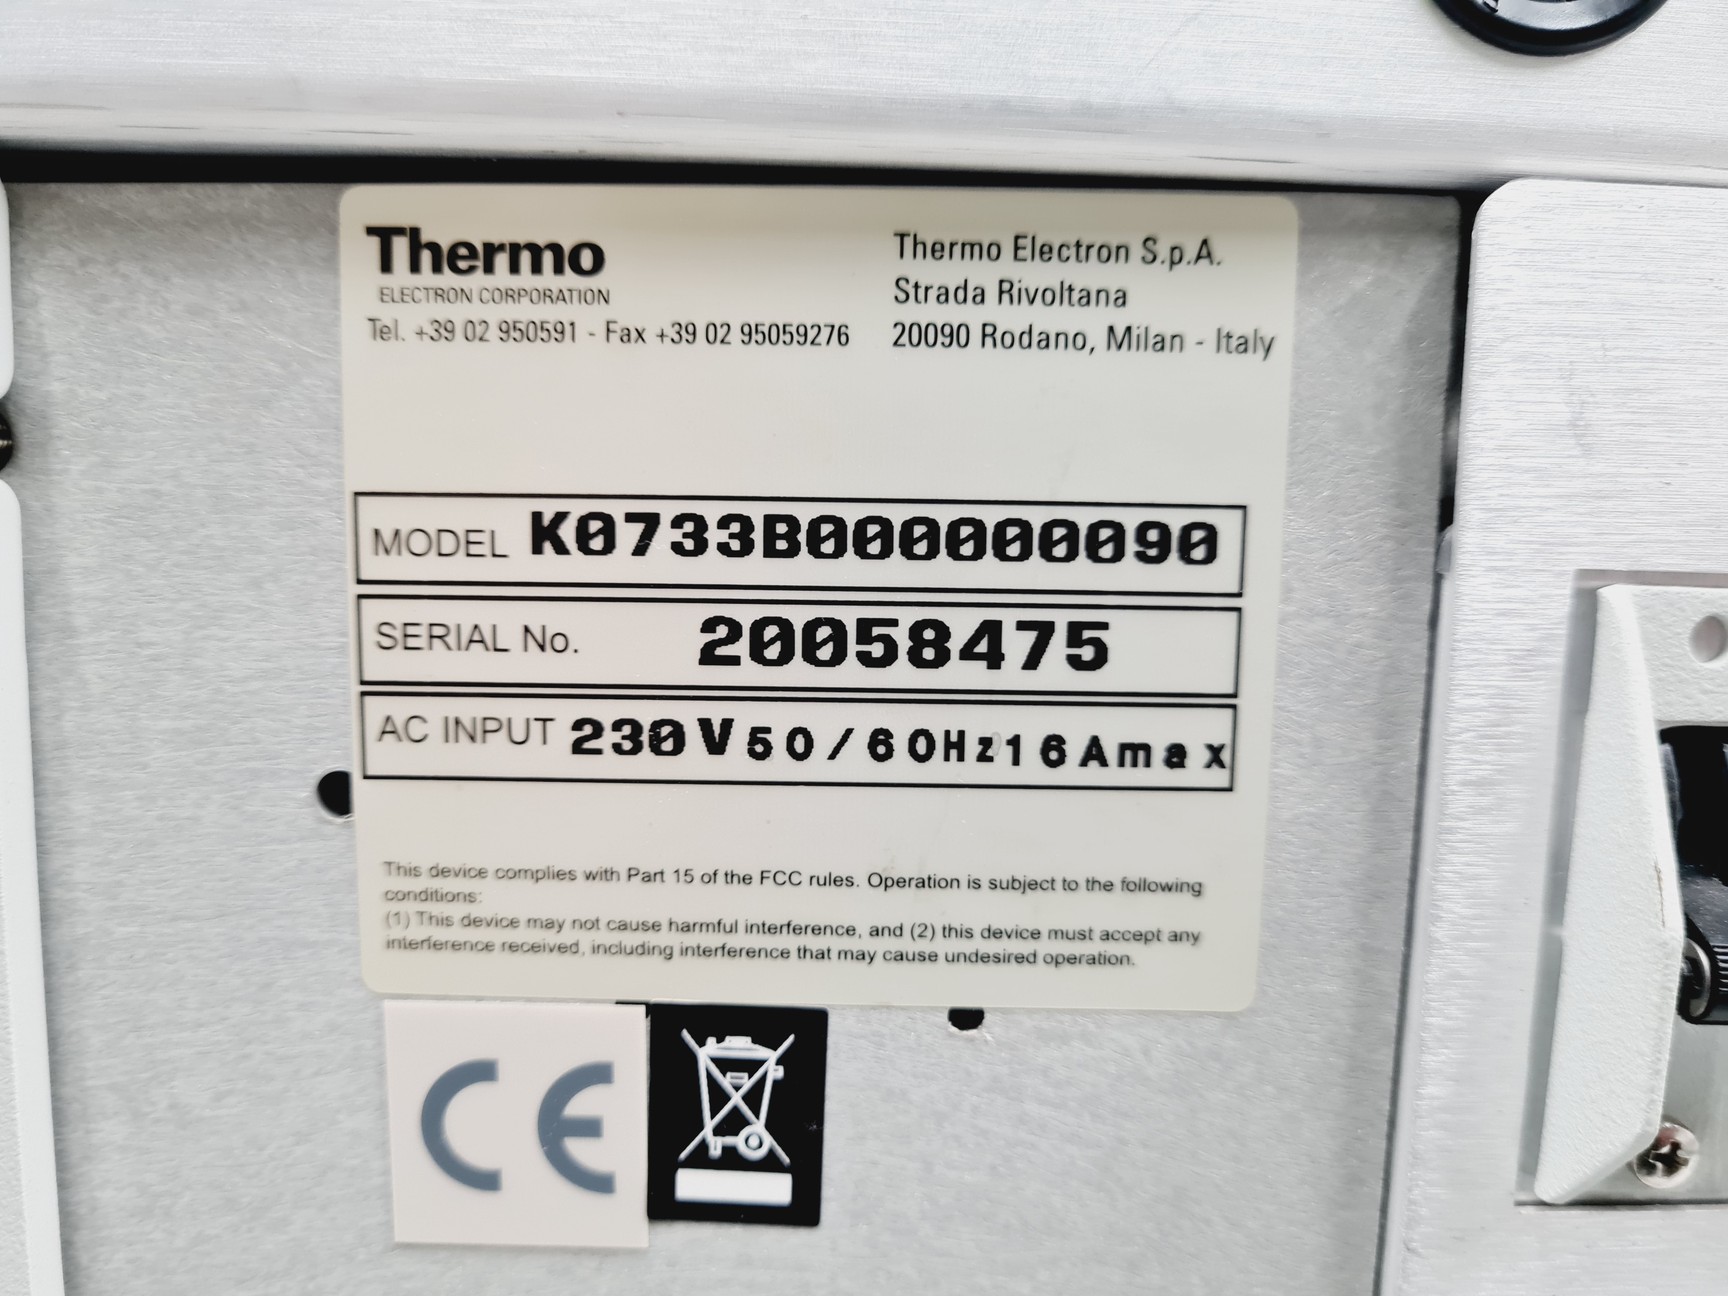 Thermo
ELECTRON CORPORATION
Tel. +39 02 950591 - Fax +39 02 95059276
Thermo Electron S.p.A.
Strada Rivoltana
20090 Rodano, Milan - Italy
MODEL K0733B000000090
SERIAL No. 20058475
AC INPUT 230V 50/60Hz 16Amax
This device complies with Part 15 of the FCC rules. Operation is subject to the following
conditions:
(1) This device may not cause harmful interference, and (2) this device must accept any
interference received, including interference that may cause undesired operation.
CE